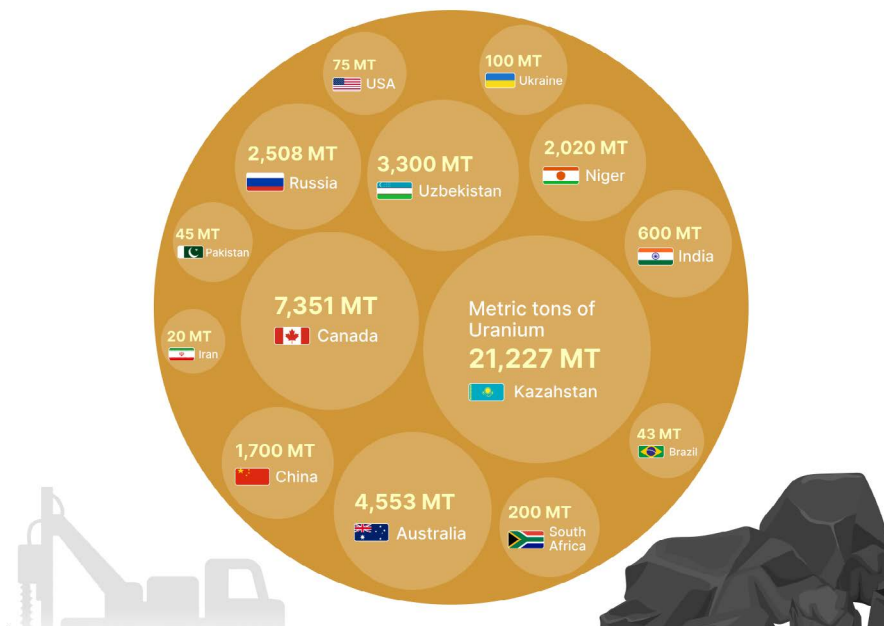 75 MT
USA
100 MT
Ukraine
2,508 MT
Russia
3,300 MT
Uzbekistan
2,020 MT
Niger
45 MT
Pakistan
600 MT
India
7,351 MT
Canada
Metric tons of
Uranium
21,227 MT
Kazahstan
20 MT
Iran
1,700 MT
China
43 MT
Brazil
4,553 MT
Australia
200 MT
South
Africa